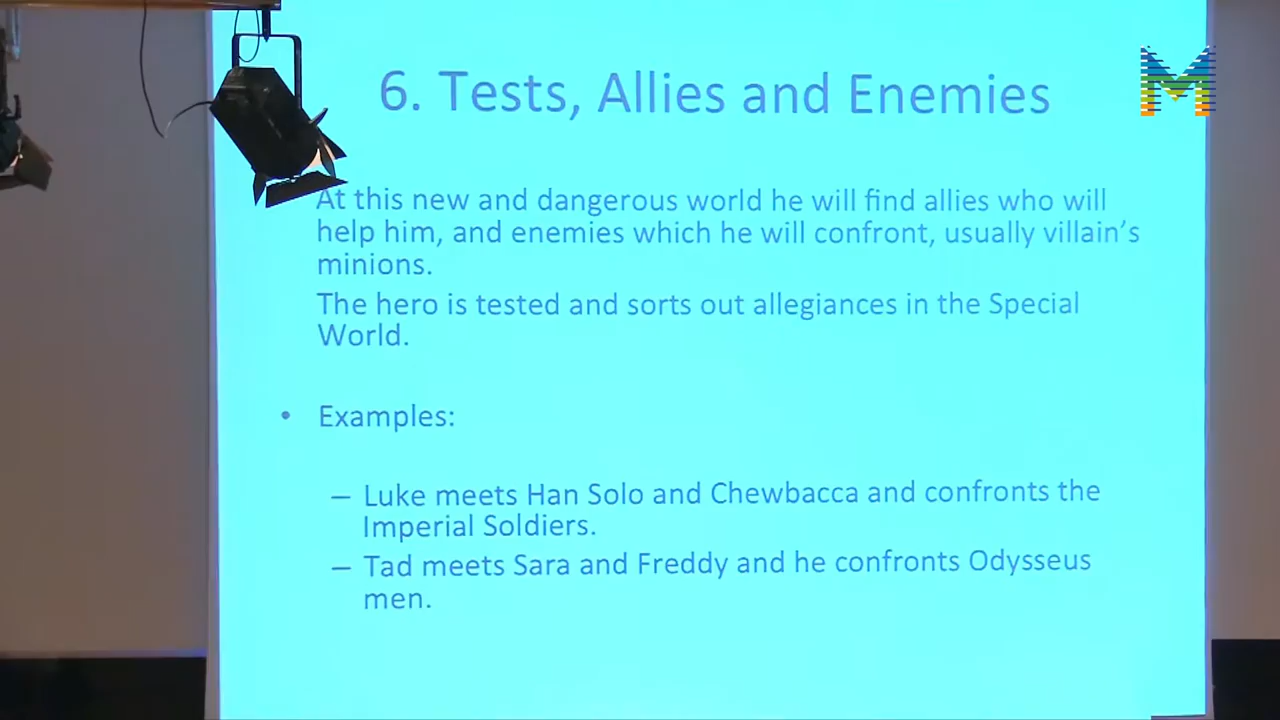 6. Tests, Allies and Enemies
At this new and dangerous world he will find allies who will
help him, and enemies which he will confront, usually villain's
minions.
The hero is tested and sorts out allegiances in the Special
World.
• Examples:
– Luke meets Han Solo and Chewbacca and confronts the
Imperial Soldiers.
– Tad meets Sara and Freddy and he confronts Odysseus
men.
M